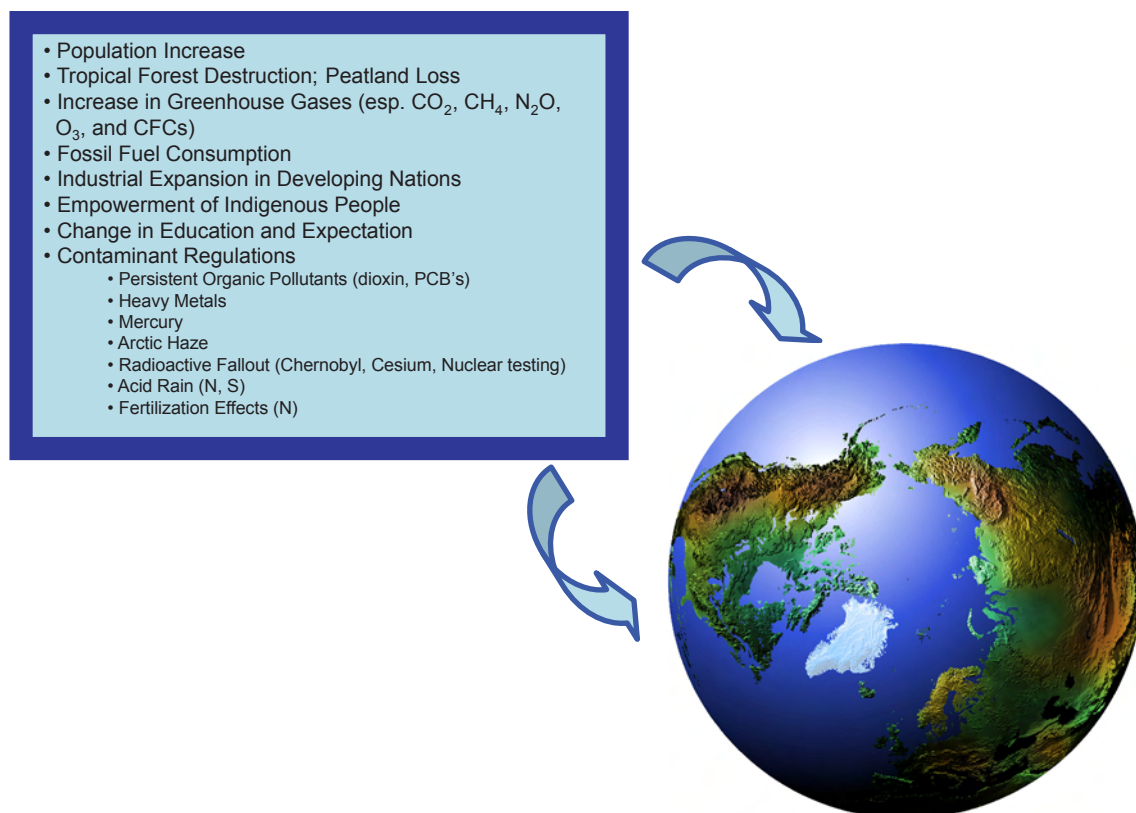 • Population Increase
• Tropical Forest Destruction; Peatland Loss
• Increase in Greenhouse Gases (esp. CO₂, CH₄, N₂O,
O₃, and CFCs)
• Fossil Fuel Consumption
• Industrial Expansion in Developing Nations
• Empowerment of Indigenous People
• Change in Education and Expectation
• Contaminant Regulations
• Persistent Organic Pollutants (dioxin, PCB’s)
• Heavy Metals
• Mercury
• Arctic Haze
• Radioactive Fallout (Chernobyl, Cesium, Nuclear testing)
• Acid Rain (N, S)
• Fertilization Effects (N)